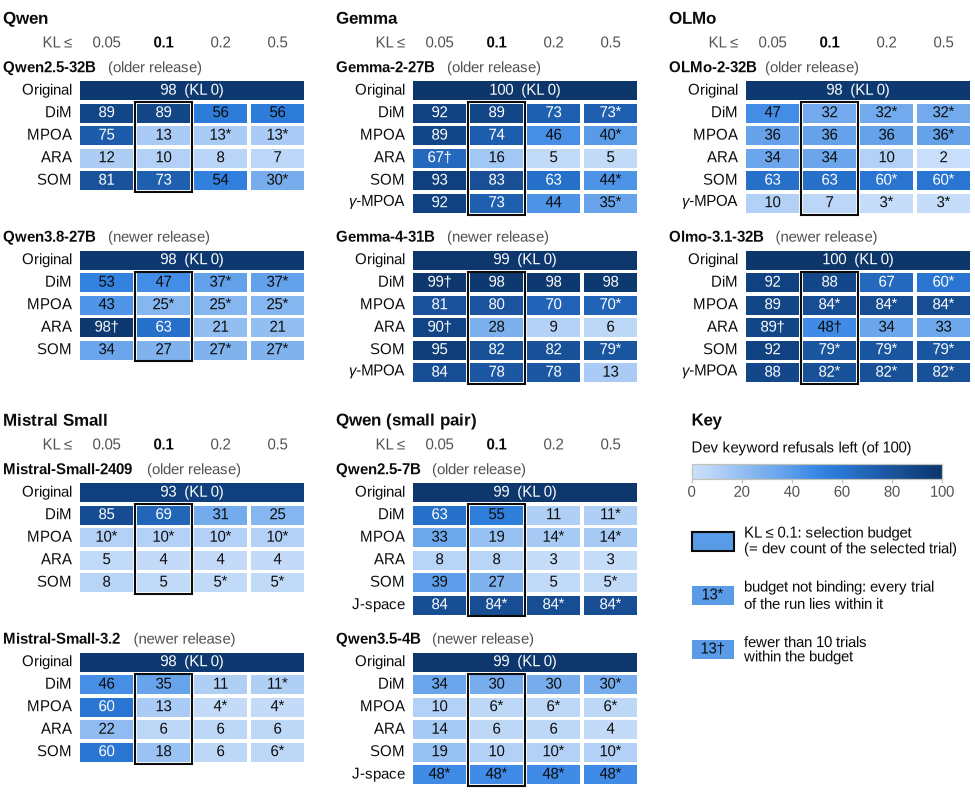 Qwen
KL ≤ 0.05 0.1 0.2 0.5
Qwen2.5-32B (older release)
Original 98 (KL 0)
DiM 89 89 56 56
MPOA 75 13 13* 13*
ARA 12 10 8 7
SOM 81 73 54 30*
Qwen3.8-27B (newer release)
Original 98 (KL 0)
DiM 53 47 37* 37*
MPOA 43 25* 25* 25*
ARA 98† 63 21 21
SOM 34 27 27* 27*
Gemma
KL ≤ 0.05 0.1 0.2 0.5
Gemma-2-27B (older release)
Original 100 (KL 0)
DiM 92 89 73 73*
MPOA 89 74 46 40*
ARA 67† 16 5 5
SOM 93 83 63 44*
γ-MPOA 92 73 44 35*
Gemma-4-31B (newer release)
Original 99 (KL 0)
DiM 99† 98 98 98
MPOA 81 80 70 70*
ARA 90† 28 9 6
SOM 95 82 82 79*
γ-MPOA 84 78 78 13
OLMo
KL ≤ 0.05 0.1 0.2 0.5
OLMo-2-32B (older release)
Original 98 (KL 0)
DiM 47 32 32* 32*
MPOA 36 36 36 36*
ARA 34 34 10 2
SOM 63 63 60* 60*
γ-MPOA 10 7 3* 3*
Olmo-3.1-32B (newer release)
Original 100 (KL 0)
DiM 92 88 67 60*
MPOA 89 84* 84* 84*
ARA 89† 48† 34 33
SOM 92 79* 79* 79*
γ-MPOA 88 82* 82* 82*
Mistral Small
KL ≤ 0.05 0.1 0.2 0.5
Mistral-Small-2409 (older release)
Original 93 (KL 0)
DiM 85 69 31 25
MPOA 10* 10* 10* 10*
ARA 5 4 4 4
SOM 8 5 5* 5*
Mistral-Small-3.2 (newer release)
Original 98 (KL 0)
DiM 46 35 11 11*
MPOA 60 13 4* 4*
ARA 22 6 6 6
SOM 60 18 6 6*
Qwen (small pair)
KL ≤ 0.05 0.1 0.2 0.5
Qwen2.5-7B (older release)
Original 99 (KL 0)
DiM 63 55 11 11*
MPOA 33 19 14* 14*
ARA 8 8 3 3
SOM 39 27 5 5*
J-space 84 84* 84* 84*
Qwen3.5-4B (newer release)
Original 99 (KL 0)
DiM 34 30 30 30*
MPOA 10 6* 6* 6*
ARA 14 6 6 4
SOM 19 10 10* 10*
J-space 48* 48* 48* 48*
Key
Dev keyword refusals left (of 100)
0 20 40 60 80 100
KL ≤ 0.1: selection budget
(= dev count of the selected trial)
13* budget not binding: every trial
of the run lies within it
13† fewer than 10 trials
within the budget